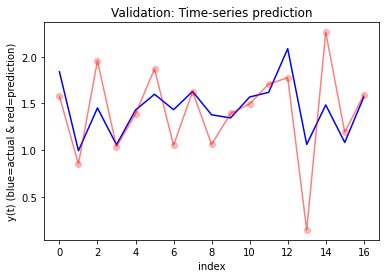 Validation: Time-series prediction
y(t) (blue=actual & red=prediction)
2.0
1.5
1.0
0.5
0 2 4 6 8 10 12 14 16
index